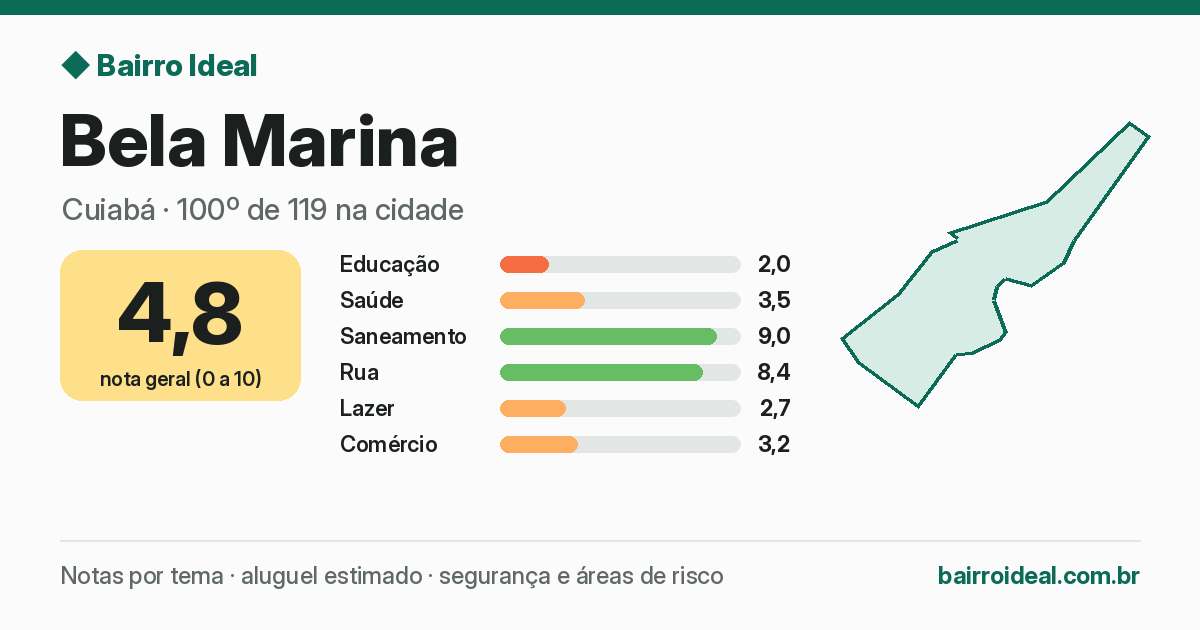 Bairro Ideal
Bela Marina
Cuiabá · 100º de 119 na cidade
4,8
nota geral (0 a 10)
Educação 2,0
Saúde 3,5
Saneamento 9,0
Rua 8,4
Lazer 2,7
Comércio 3,2
Notas por tema · aluguel estimado · segurança e áreas de risco
bairroideal.com.br